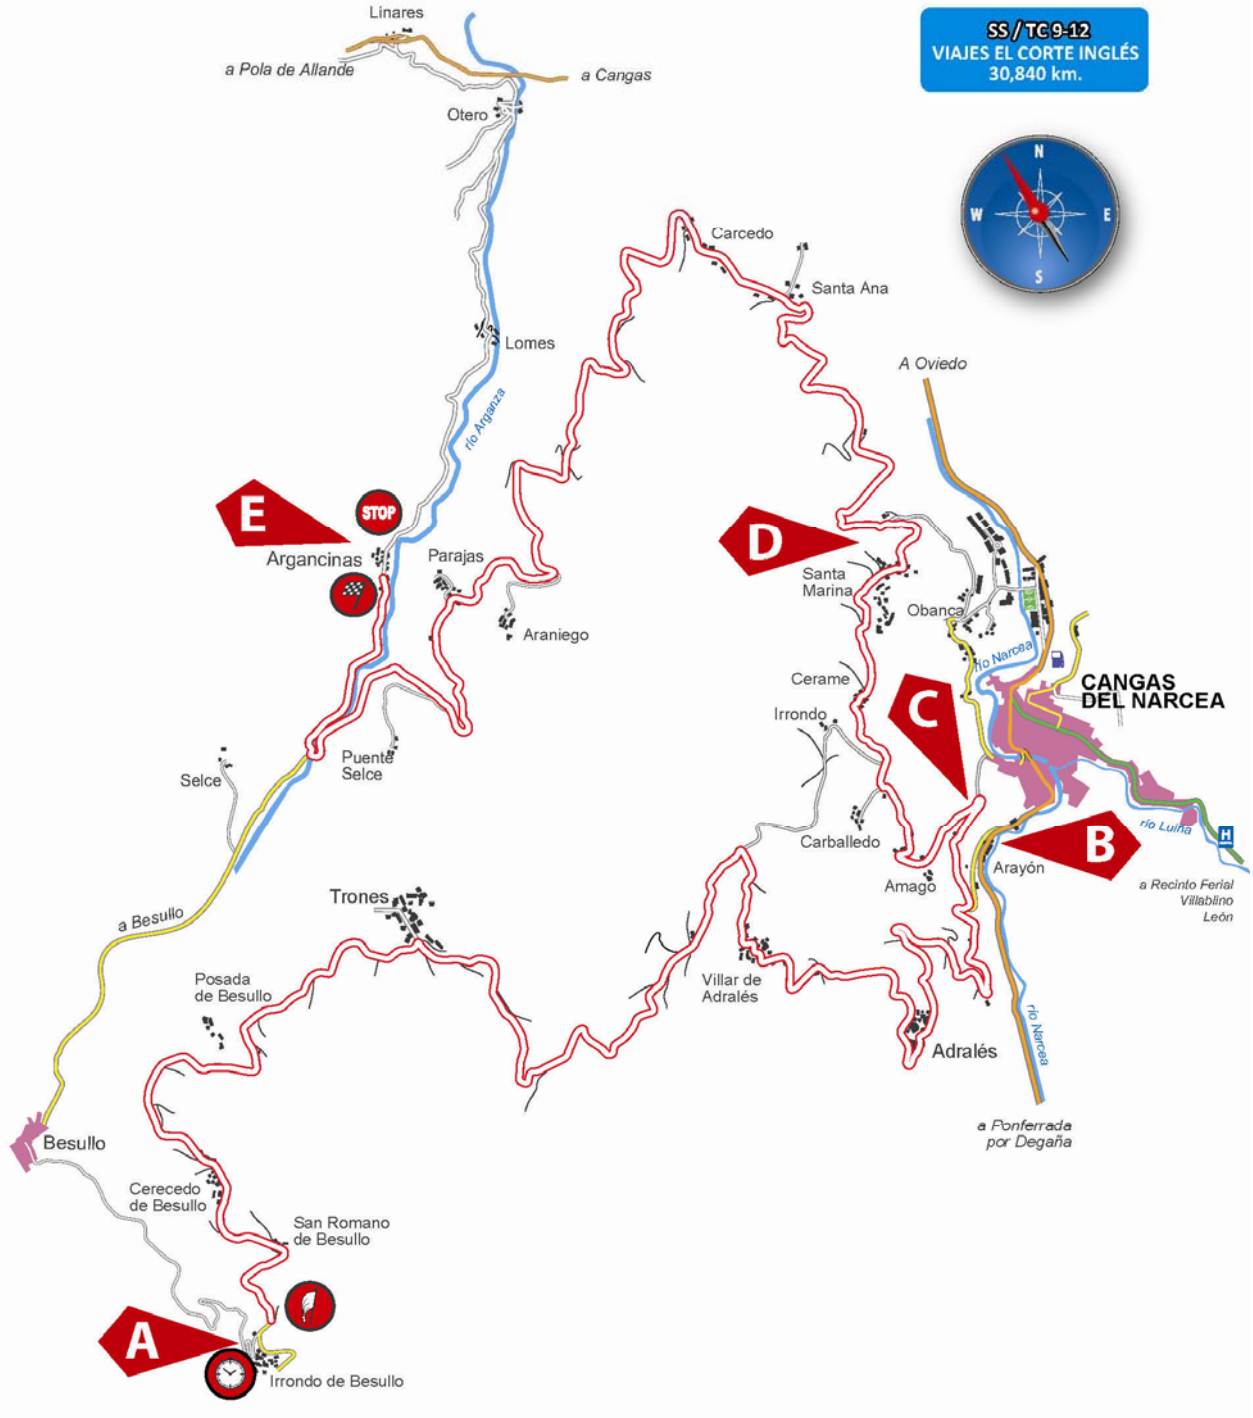 Linares
a Pola de Allande
a Cangas
Otero
SS / TC 9-12
VIAJES EL CORTE INGLÉS
30,840 km.
N
W
E
S
Carcedo
Santa Ana
Lomes
A Oviedo
río Arganza
E
STOP
Argancinas
Parajas
Araniego
D
Santa
Marina
Obanca
río Narcea
CANGAS
DEL NARCEA
Cerame
C
Irrondo
Puente
Selce
Selce
Carballedo
río Luiña
H
B
Amago
Arayón
a Recinto Ferial
Villablino
León
Trones
a Besullo
Posada
de Besullo
Villar de
Adralés
Adralés
río Narcea
a Ponferrada
por Degaña
Besullo
Cerecedo
de Besullo
San Romano
de Besullo
A
Irrondo de Besullo